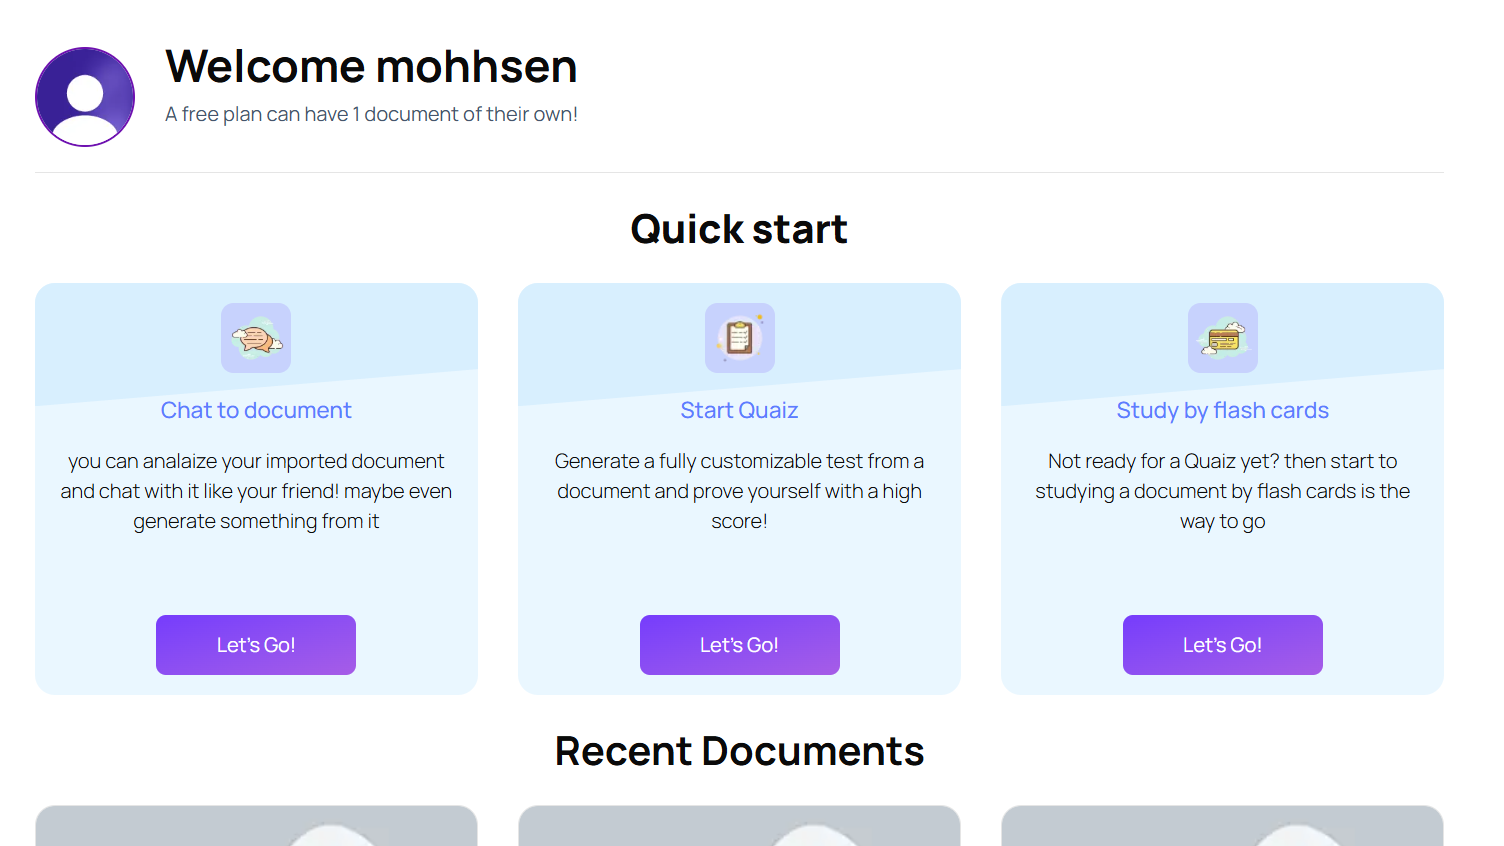 Welcome mohhsen
A free plan can have 1 document of their own!
Quick start
Chat to document
you can analaize your imported document
and chat with it like your friend! maybe even
generate something from it
Let's Go!
Start Quaiz
Generate a fully customizable test from a
document and prove yourself with a high
score!
Let's Go!
Study by flash cards
Not ready for a Quaiz yet? then start to
studying a document by flash cards is the
way to go
Let's Go!
Recent Documents